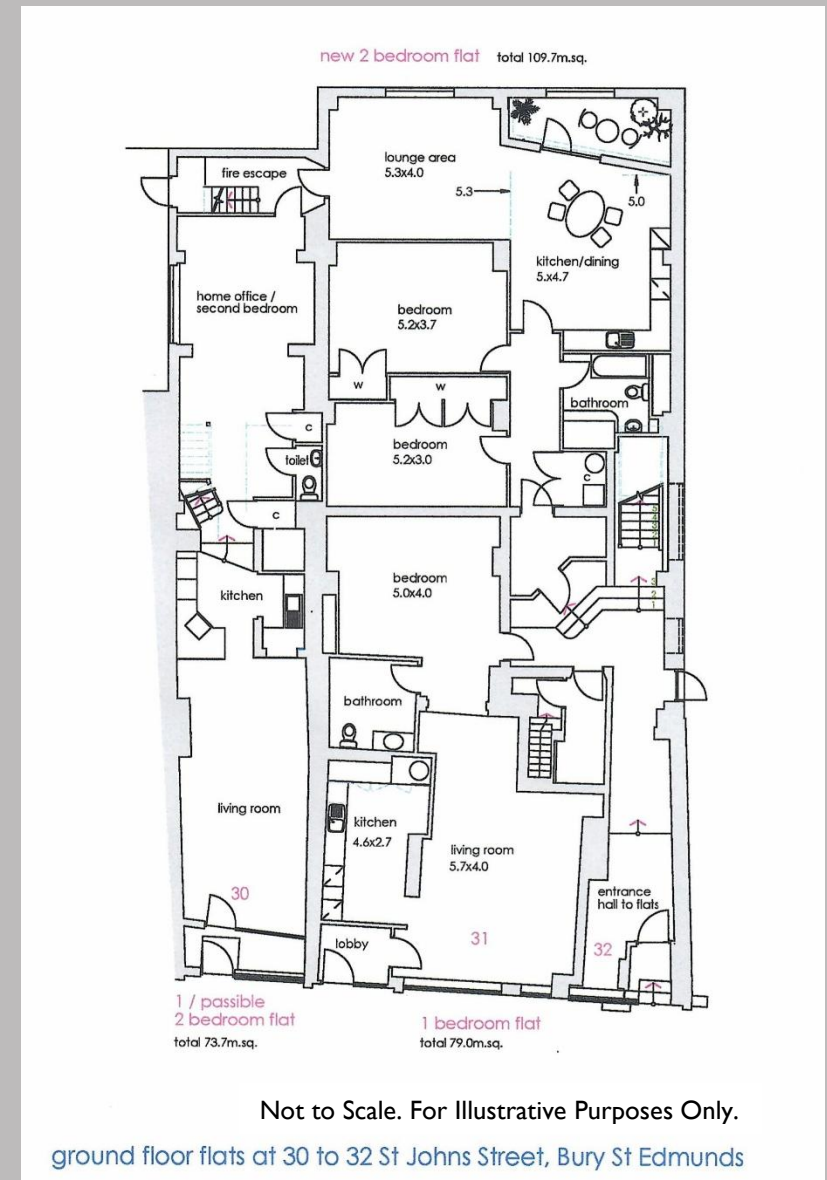 new 2 bedroom flat total 109.7m.sq.
lounge area
5.3x4.0
fire escape
5.3
5.0
kitchen/dining
5.x4.7
home office /
second bedroom
bedroom
5.2x3.7
w
w
bathroom
c
bedroom
5.2x3.0
toilet
c
c
bedroom
5.0x4.0
kitchen
3
2
1
bathroom
living room
kitchen
4.6x2.7
living room
5.7x4.0
entrance
hall to flats
30
31
32
lobby
1 / passible
2 bedroom flat
total 73.7m.sq.
1 bedroom flat
total 79.0m.sq.
Not to Scale. For Illustrative Purposes Only.
ground floor flats at 30 to 32 St Johns Street, Bury St Edmunds